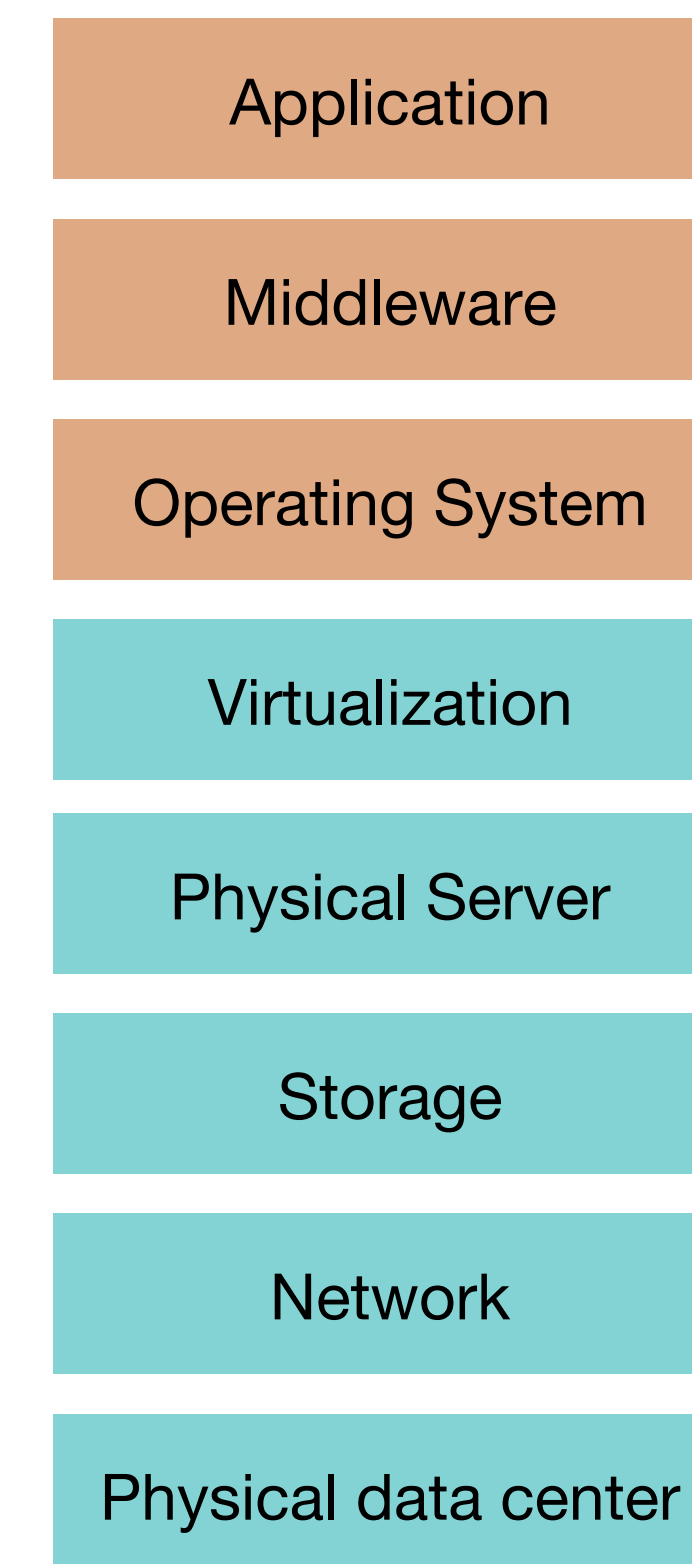 Application
Middleware
Operating System
Virtualization
Physical Server
Storage
Network
Physical data center